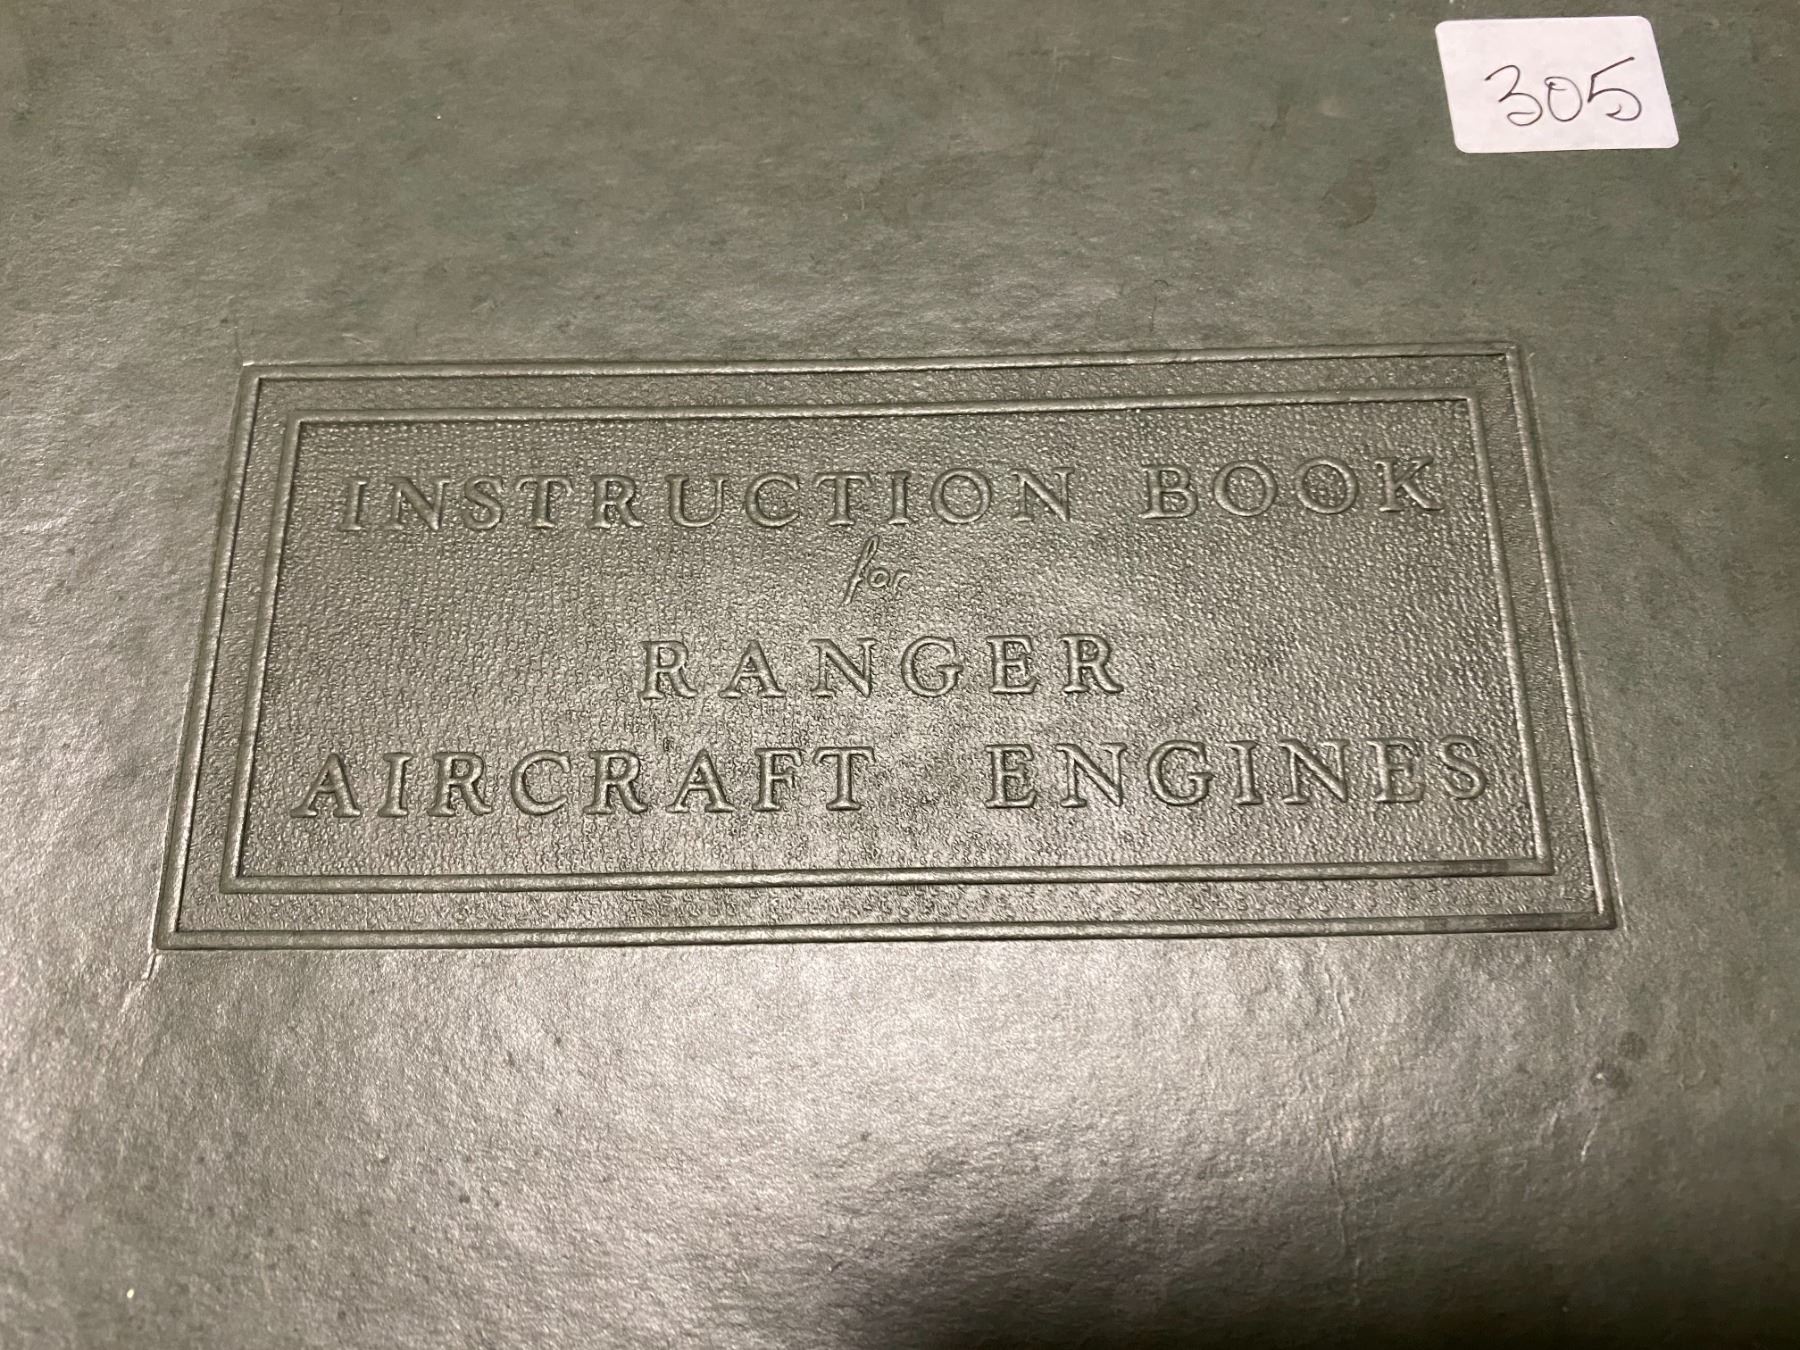 305
INSTRUCTION BOOK
for
RANGER
AIRCRAFT ENGINES